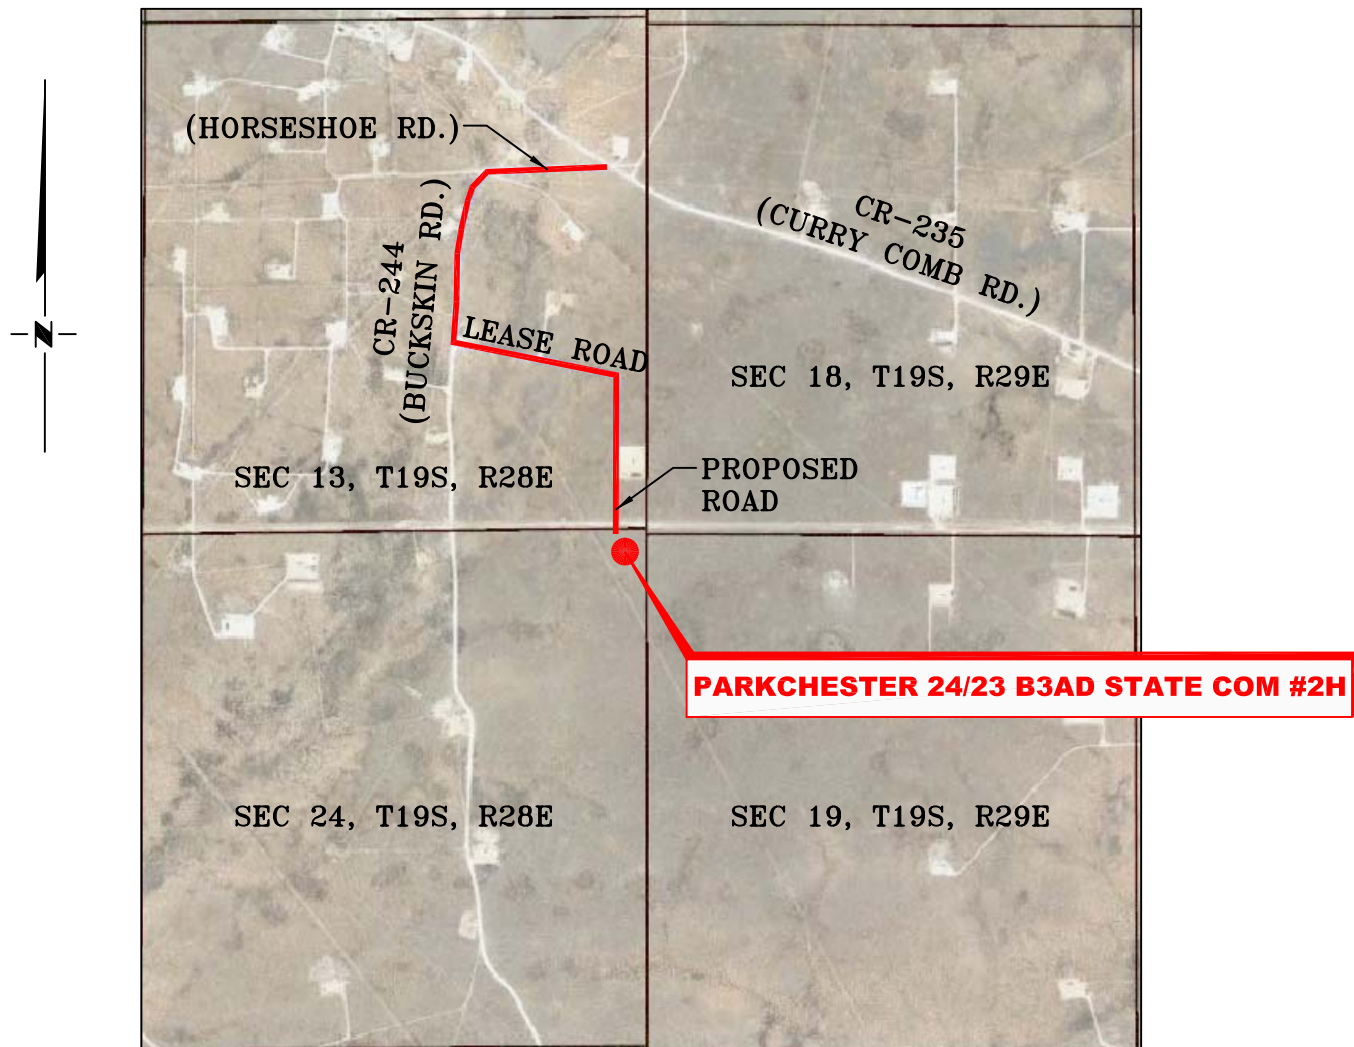 (HORSESHOE RD.)
CR-244
(BUCKSKIN RD.)
CR-235
(CURRY COMB RD.)
LEASE ROAD
SEC 18, T19S, R29E
SEC 13, T19S, R28E
PROPOSED
ROAD
N
PARKCHESTER 24/23 B3AD STATE COM #2H
SEC 24, T19S, R28E
SEC 19, T19S, R29E